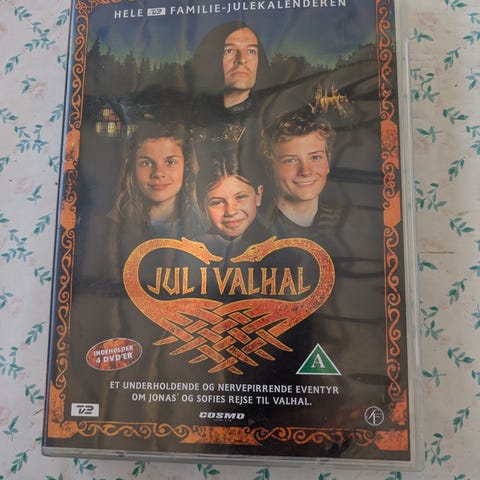 HELE TV2 FAMILIE-JULEKALENDEREN
JUL I VALHAL
INDEHOLDER
4 DVD'ER
A
ET UNDERHOLDENDE OG NERVEPIRRENDE EVENTYR
OM JONAS' OG SOFIES REJSE TIL VALHAL.
TV2
COSMO
SF